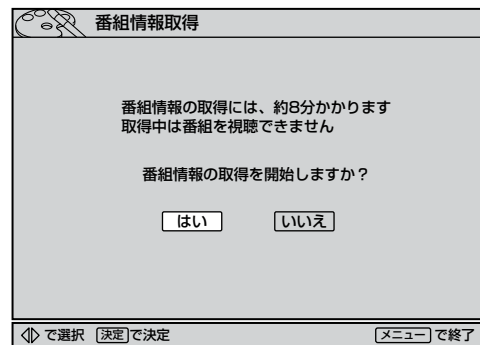 番組情報取得
番組情報の取得には、約8分かかります
取得中は番組を視聴できません
番組情報の取得を開始しますか？
はい いいえ
で選択 決定で決定 メニューで終了